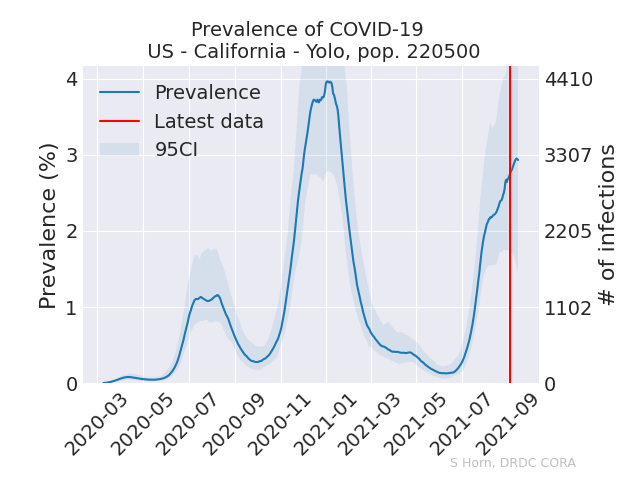 Prevalence of COVID-19
US - California - Yolo, pop. 220500
Prevalence
Latest data
95CI
Prevalence (%)
4
3
2
1
0
4410
3307
2205
1102
0
# of infections
2020-03
2020-05
2020-07
2020-09
2020-11
2021-01
2021-03
2021-05
2021-07
2021-09
S Horn, DRDC CORA